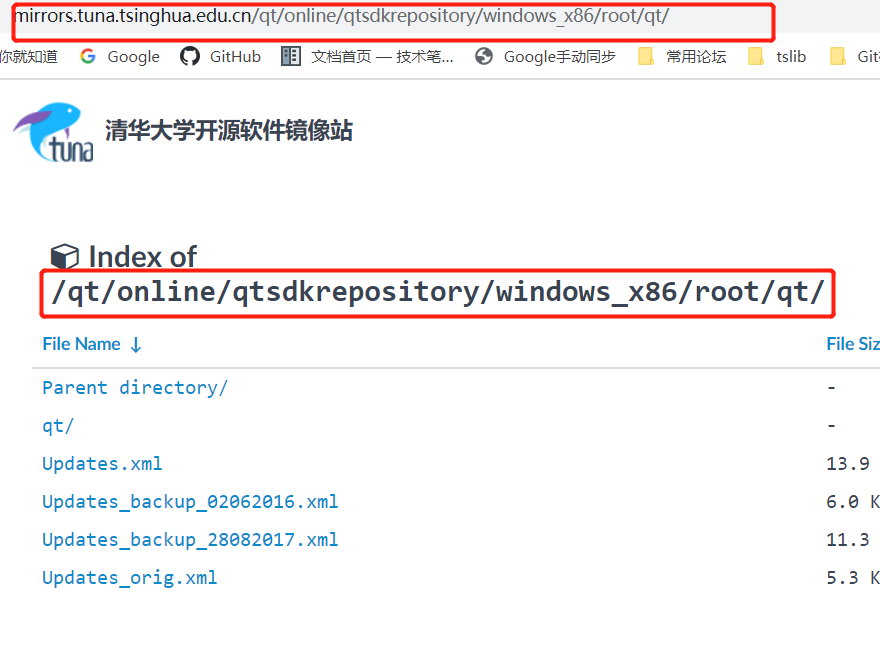 mirrors.tuna.tsinghua.edu.cn/qt/online/qtsdkrepository/windows_x86/root/qt/
你就知道 Google GitHub 文档首页 — 技术笔... Google手动同步 常用论坛 tslib Git
tuna 清华大学开源软件镜像站
Index of
/qt/online/qtsdkrepository/windows_x86/root/qt/
File Name ↓ File Siz
Parent directory/ -
qt/ -
Updates.xml 13.9
Updates_backup_02062016.xml 6.0 K
Updates_backup_28082017.xml 11.3
Updates_orig.xml 5.3 K